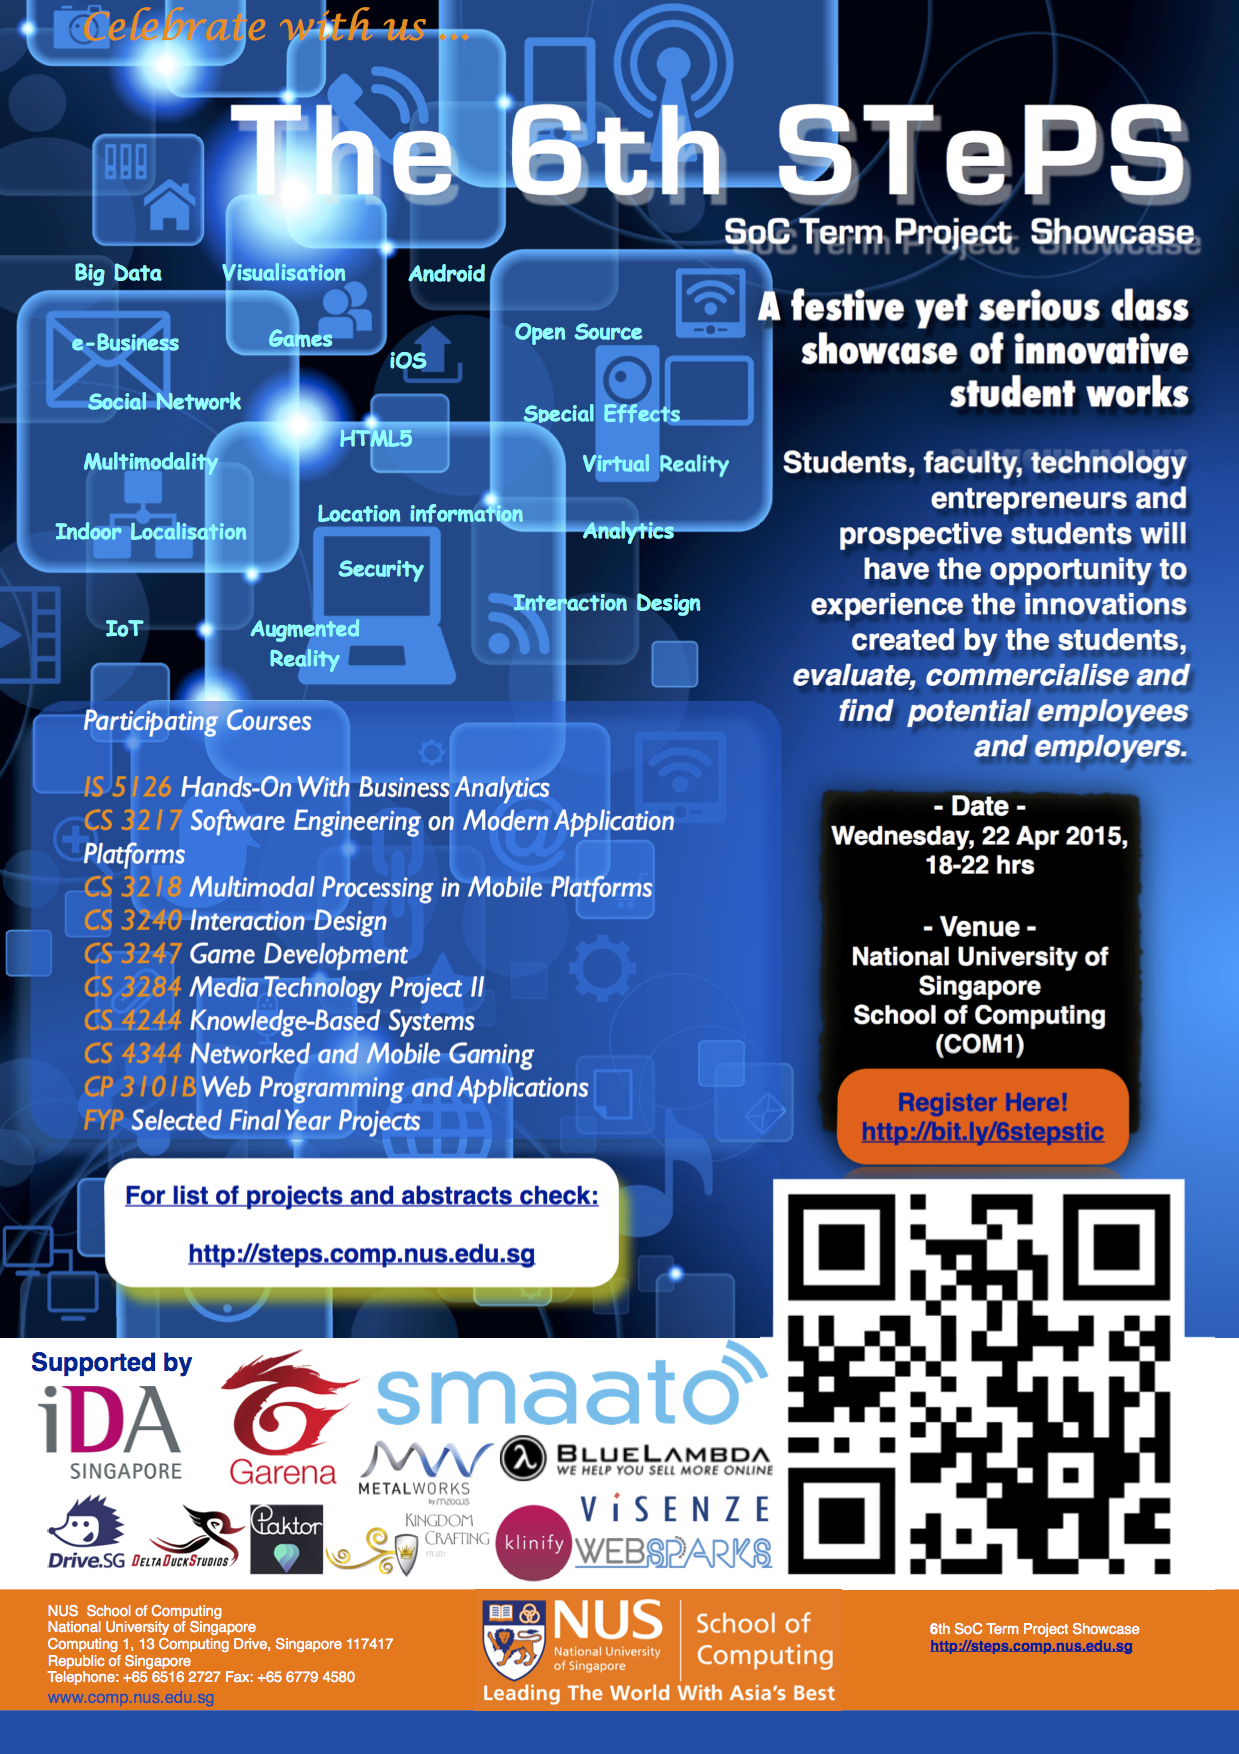 Celebrate with us ...
The 6th STePS
SoC Term Project Showcase
Big Data
Visualisation
Android
e-Business
Games
iOS
Open Source
Social Network
HTML5
Special Effects
Multimodality
Virtual Reality
Location information
Indoor Localisation
Analytics
Security
Interaction Design
IoT
Augmented
Reality
A festive yet serious class
showcase of innovative
student works
Students, faculty, technology
entrepreneurs and
prospective students will
have the opportunity to
experience the innovations
created by the students,
evaluate, commercialise and
find potential employees
and employers.
Participating Courses
IS 5126 Hands-On With Business Analytics
CS 3217 Software Engineering on Modern Application
Platforms
CS 3218 Multimodal Processing in Mobile Platforms
CS 3240 Interaction Design
CS 3247 Game Development
CS 3284 Media Technology Project II
CS 4244 Knowledge-Based Systems
CS 4344 Networked and Mobile Gaming
CP 3101B Web Programming and Applications
FYP Selected Final Year Projects
- Date -
Wednesday, 22 Apr 2015,
18-22 hrs
- Venue -
National University of
Singapore
School of Computing
(COM1)
Register Here!
http://bit.ly/6stepstic
For list of projects and abstracts check:
http://steps.comp.nus.edu.sg
Supported by
iDA
SINGAPORE
Garena
smaato
METALWORKS
by maxus
BLUELAMBDA
WE HELP YOU SELL MORE ONLINE
Drive.SG
DELTADUCKSTUDIOS
Paktor
KINGDOM
CRAFTING
PTE LTD
klinify
ViSENZE
WEBSPARKS
NUS School of Computing
National University of Singapore
Computing 1, 13 Computing Drive, Singapore 117417
Republic of Singapore
Telephone: +65 6516 2727 Fax: +65 6779 4580
www.comp.nus.edu.sg
NUS
National University
of Singapore
School of
Computing
Leading The World With Asia's Best
6th SoC Term Project Showcase
http://steps.comp.nus.edu.sg